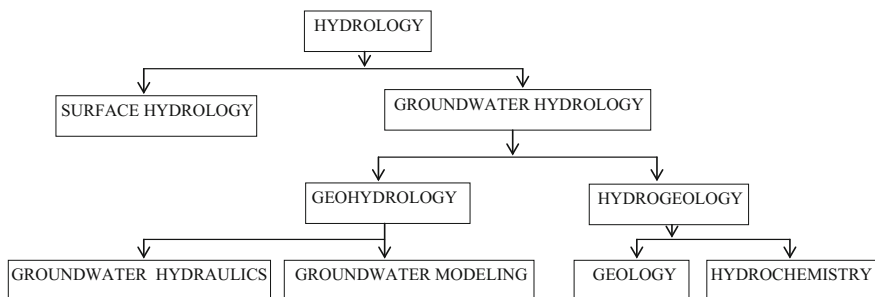 HYDROLOGY
SURFACE HYDROLOGY
GROUNDWATER HYDROLOGY
GEOHYDROLOGY
HYDROGEOLOGY
GROUNDWATER HYDRAULICS
GROUNDWATER MODELING
GEOLOGY
HYDROCHEMISTRY